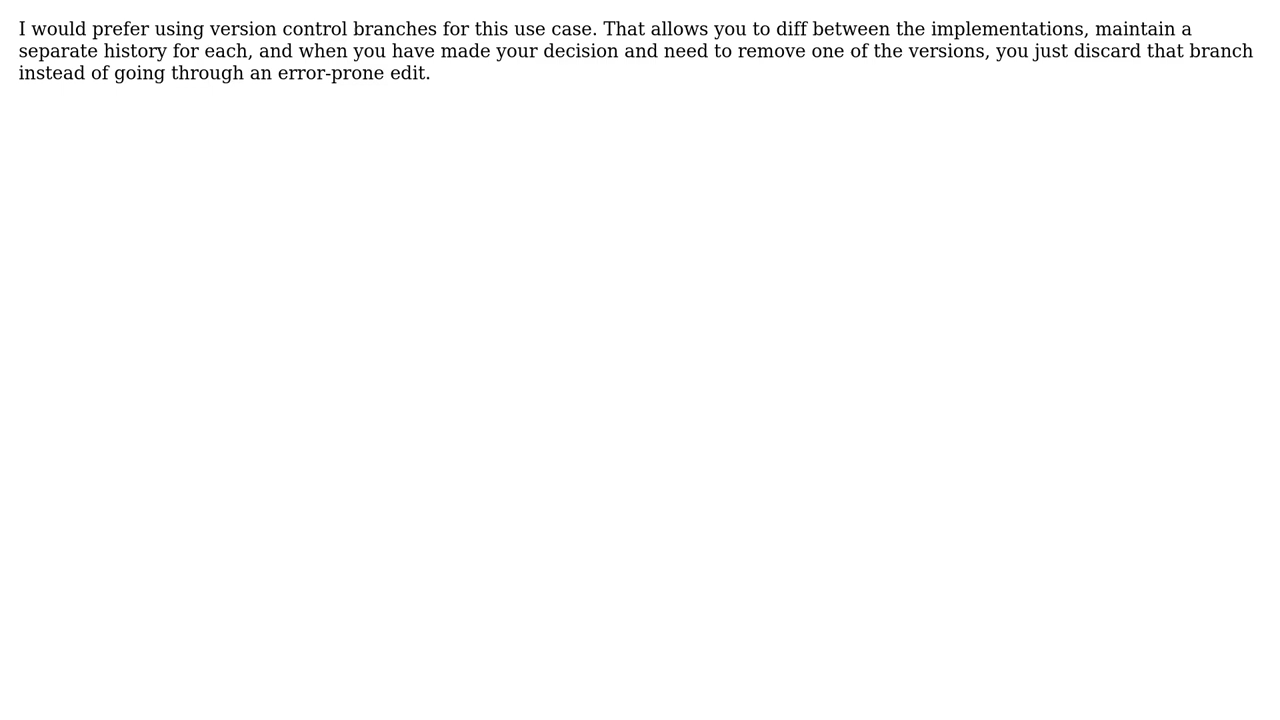 I would prefer using version control branches for this use case. That allows you to diff between the implementations, maintain a
separate history for each, and when you have made your decision and need to remove one of the versions, you just discard that branch
instead of going through an error-prone edit.